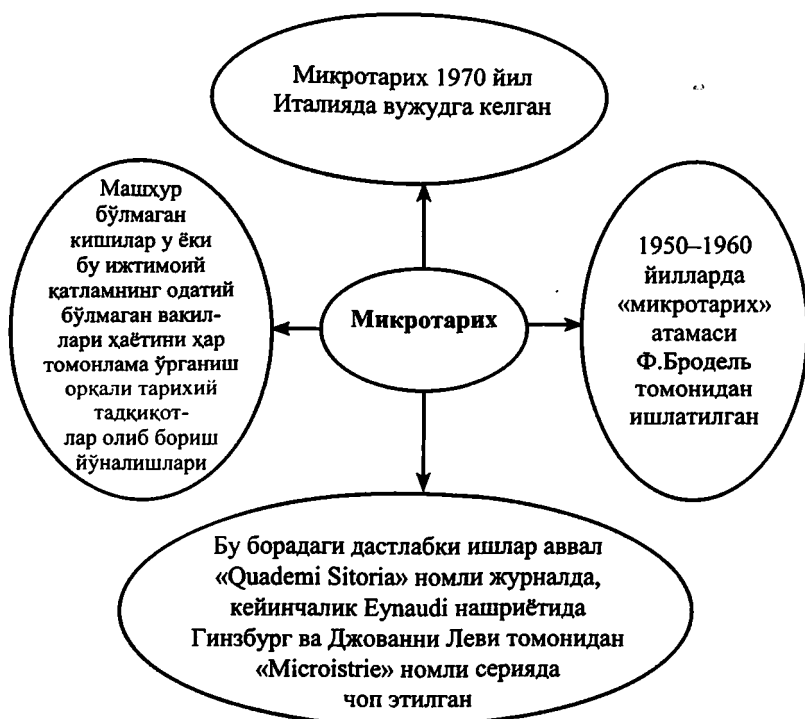 Микротарих 1970 йил
Италияда вужудга келган
Машҳур
бўлмаган
кишилар у ёки
бу ижтимоий
қатламнинг одатий
бўлмаган вакил-
лари ҳаётини ҳар
томонлама ўрганиш
орқали тарихий
тадқиқот-
лар олиб бориш
йўналишлари
Микротарих
1950–1960
йилларда
«микротарих»
атамаси
Ф.Бродель
томонидан
ишлатилган
Бу борадаги дастлабки ишлар аввал
«Quademi Sitoria» номли журналда,
кейинчалик Eynaudi нашриётида
Гинзбург ва Джованни Леви томонидан
«Microistrie» номли серияда
чоп этилган